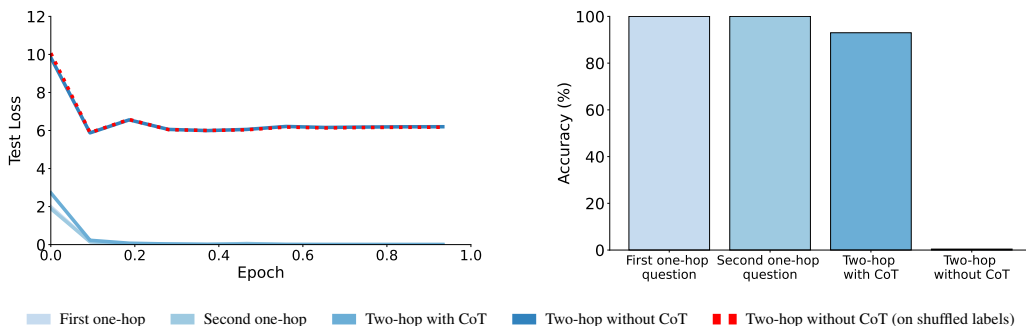 12
10
8
6
4
2
0
Test Loss
0.0 0.2 0.4 0.6 0.8 1.0
Epoch
100
80
60
40
20
0
Accuracy (%)
First one-hop
question
Second one-hop
question
Two-hop
with CoT
Two-hop
without CoT
First one-hop Second one-hop Two-hop with CoT Two-hop without CoT Two-hop without CoT (on shuffled labels)